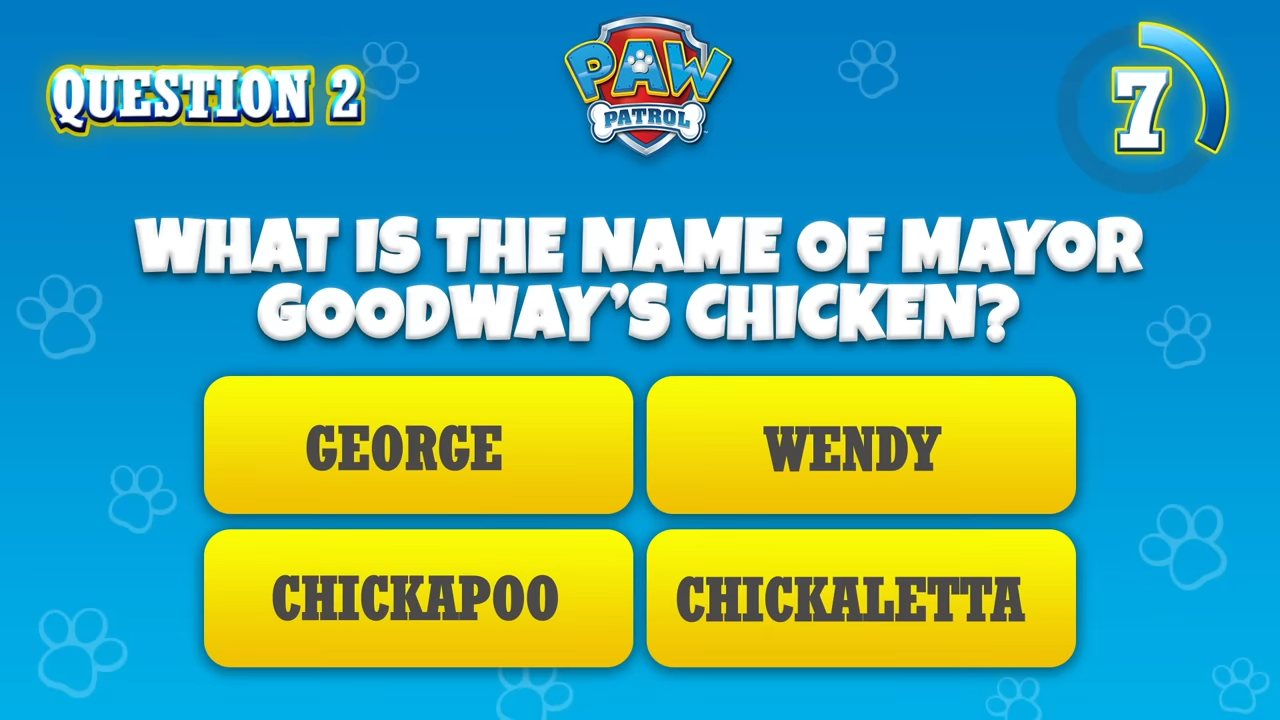 QUESTION 2
PAW
PATROL
7
WHAT IS THE NAME OF MAYOR
GOODWAY'S CHICKEN?
GEORGE
WENDY
CHICKAPOO
CHICKALETTA